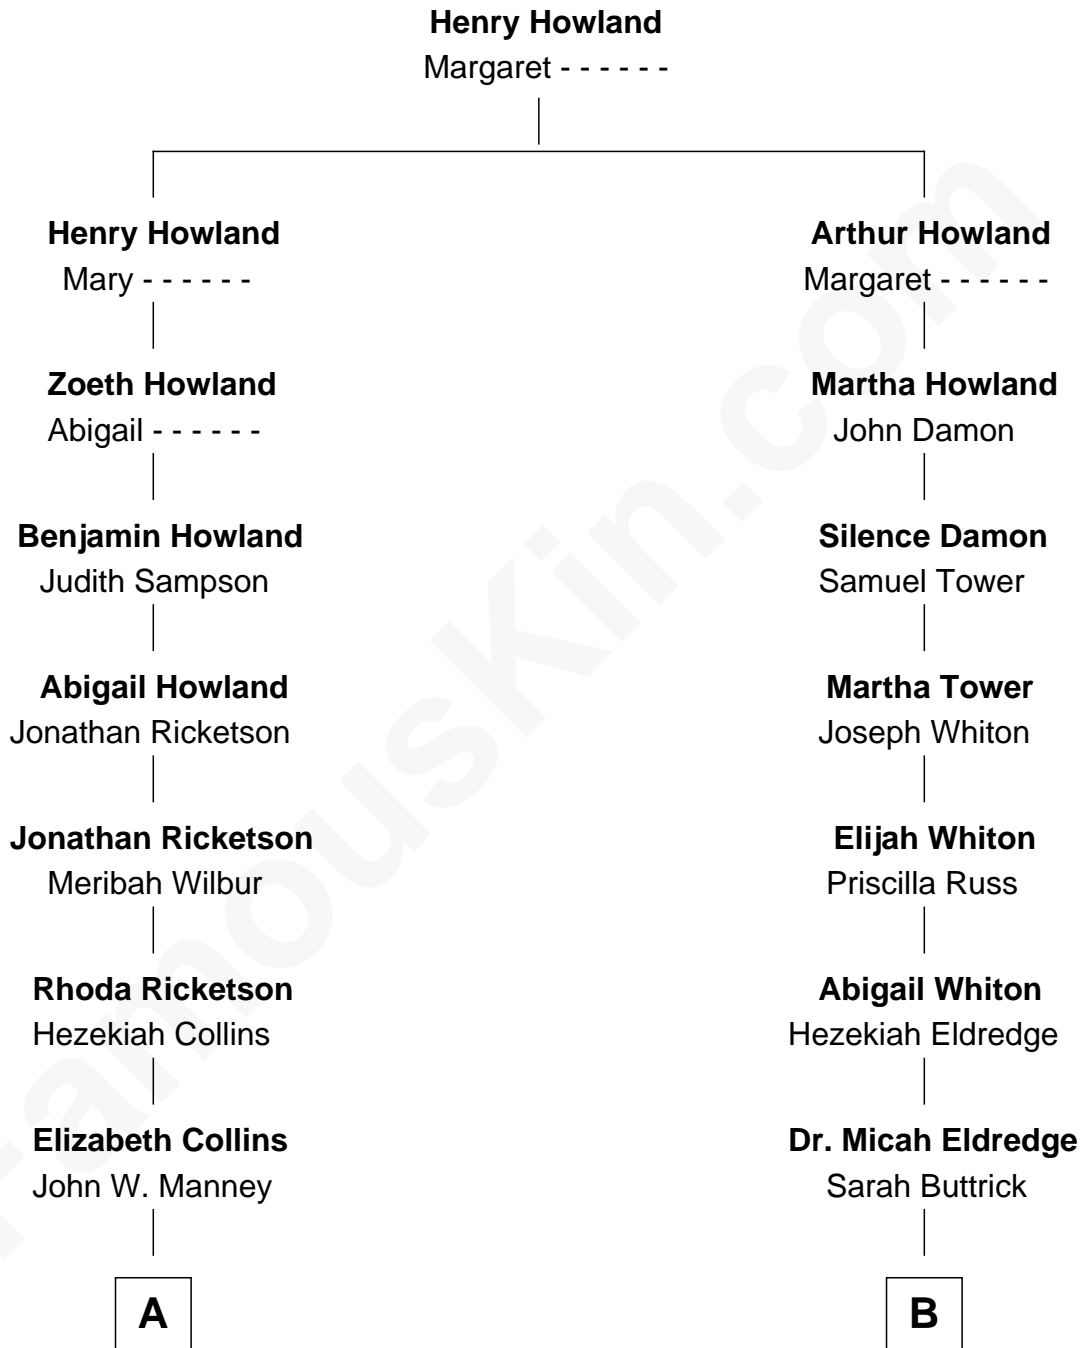 Henry Howland
Margaret - - - - - -
Henry Howland
Mary - - - - - -
Arthur Howland
Margaret - - - - - -
Zoeth Howland
Abigail - - - - - -
Martha Howland
John Damon
Benjamin Howland
Judith Sampson
Silence Damon
Samuel Tower
Abigail Howland
Jonathan Ricketson
Martha Tower
Joseph Whiton
Jonathan Ricketson
Meribah Wilbur
Elijah Whiton
Priscilla Russ
Rhoda Ricketson
Hezekiah Collins
Abigail Whiton
Hezekiah Eldredge
Elizabeth Collins
John W. Manney
Dr. Micah Eldredge
Sarah Buttrick
A
B
FamousKin.com